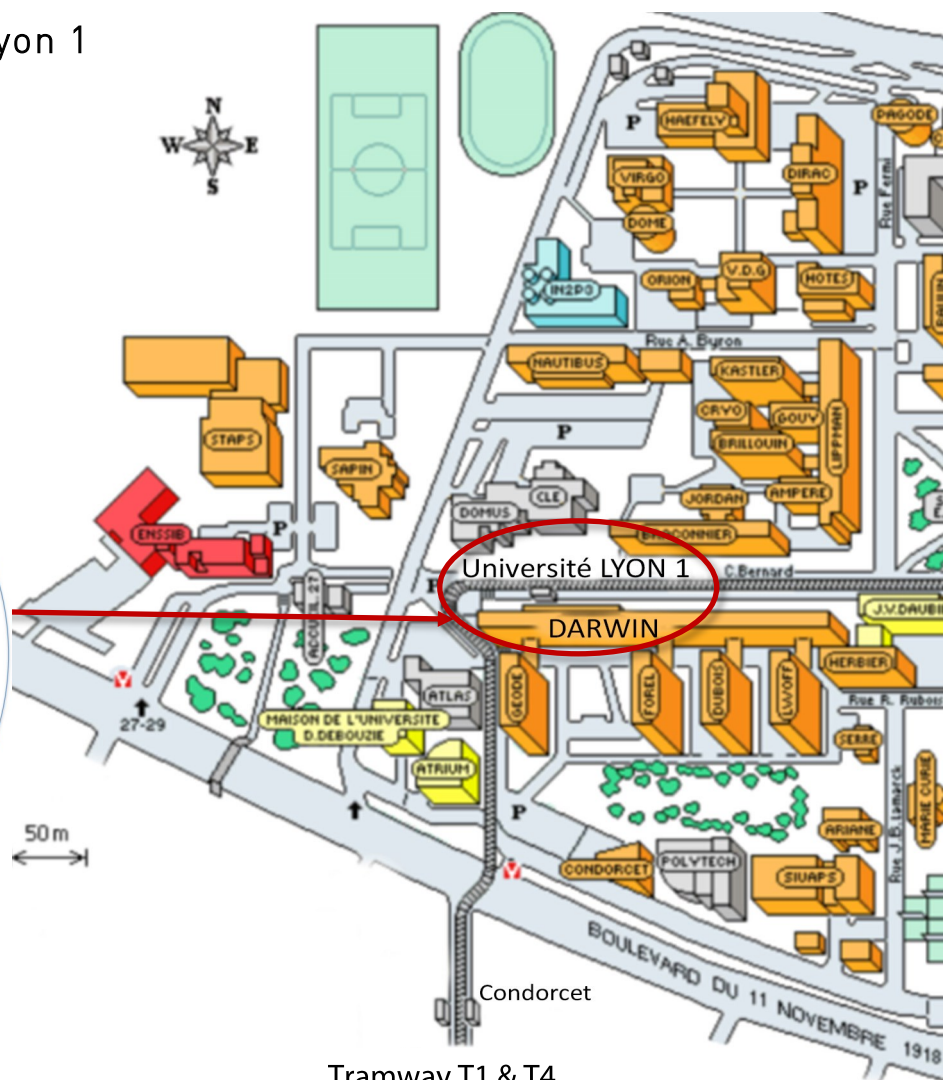 yon 1
N
W E
S
P
HAEFELY
PAGODE
VIRGO
DIRAC
P
Rue Fermi
DOME
IN2P3
ORION
V.D.G
HOTES
Rue A. Byron
NAUTIBUS
KASTLER
CRYO
GOUY
LIPPMAN
STAPS
P
BRILLOUIN
SAPIN
CLE
JORDAN
AMPERE
DOMUS
ENSSIB
P
BRACONNIER
Université LYON 1
C.Bernard
P
ACCUEIL 27
DARWIN
J.V.DAUBI
HERBIER
ATLAS
GEODE
FOREL
DUBOIS
LWOFF
Rue R. Dubois
27-29
MAISON DE L'UNIVERSITE
D.DEBOUZIE
SERRE
ATRIUM
MARIE CURIE
Rue J.B.Lamarck
P
ARIANE
50 m
CONDORCET
POLYTECH
SIUAPS
BOULEVARD DU 11 NOVEMBRE 1918
Condorcet
Tramway T1 & T4